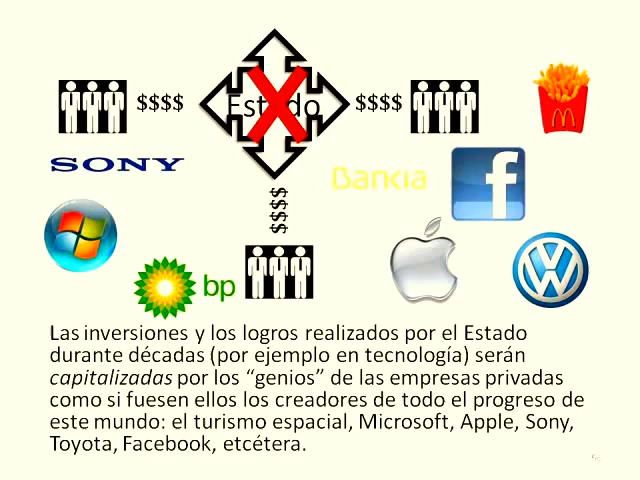 $$$$ Estado $$$$
SONY
Bankia
f
bp
$$$$
Las inversiones y los logros realizados por el Estado
durante décadas (por ejemplo en tecnología) serán
capitalizadas por los “genios” de las empresas privadas
como si fuesen ellos los creadores de todo el progreso de
este mundo: el turismo espacial, Microsoft, Apple, Sony,
Toyota, Facebook, etcétera.